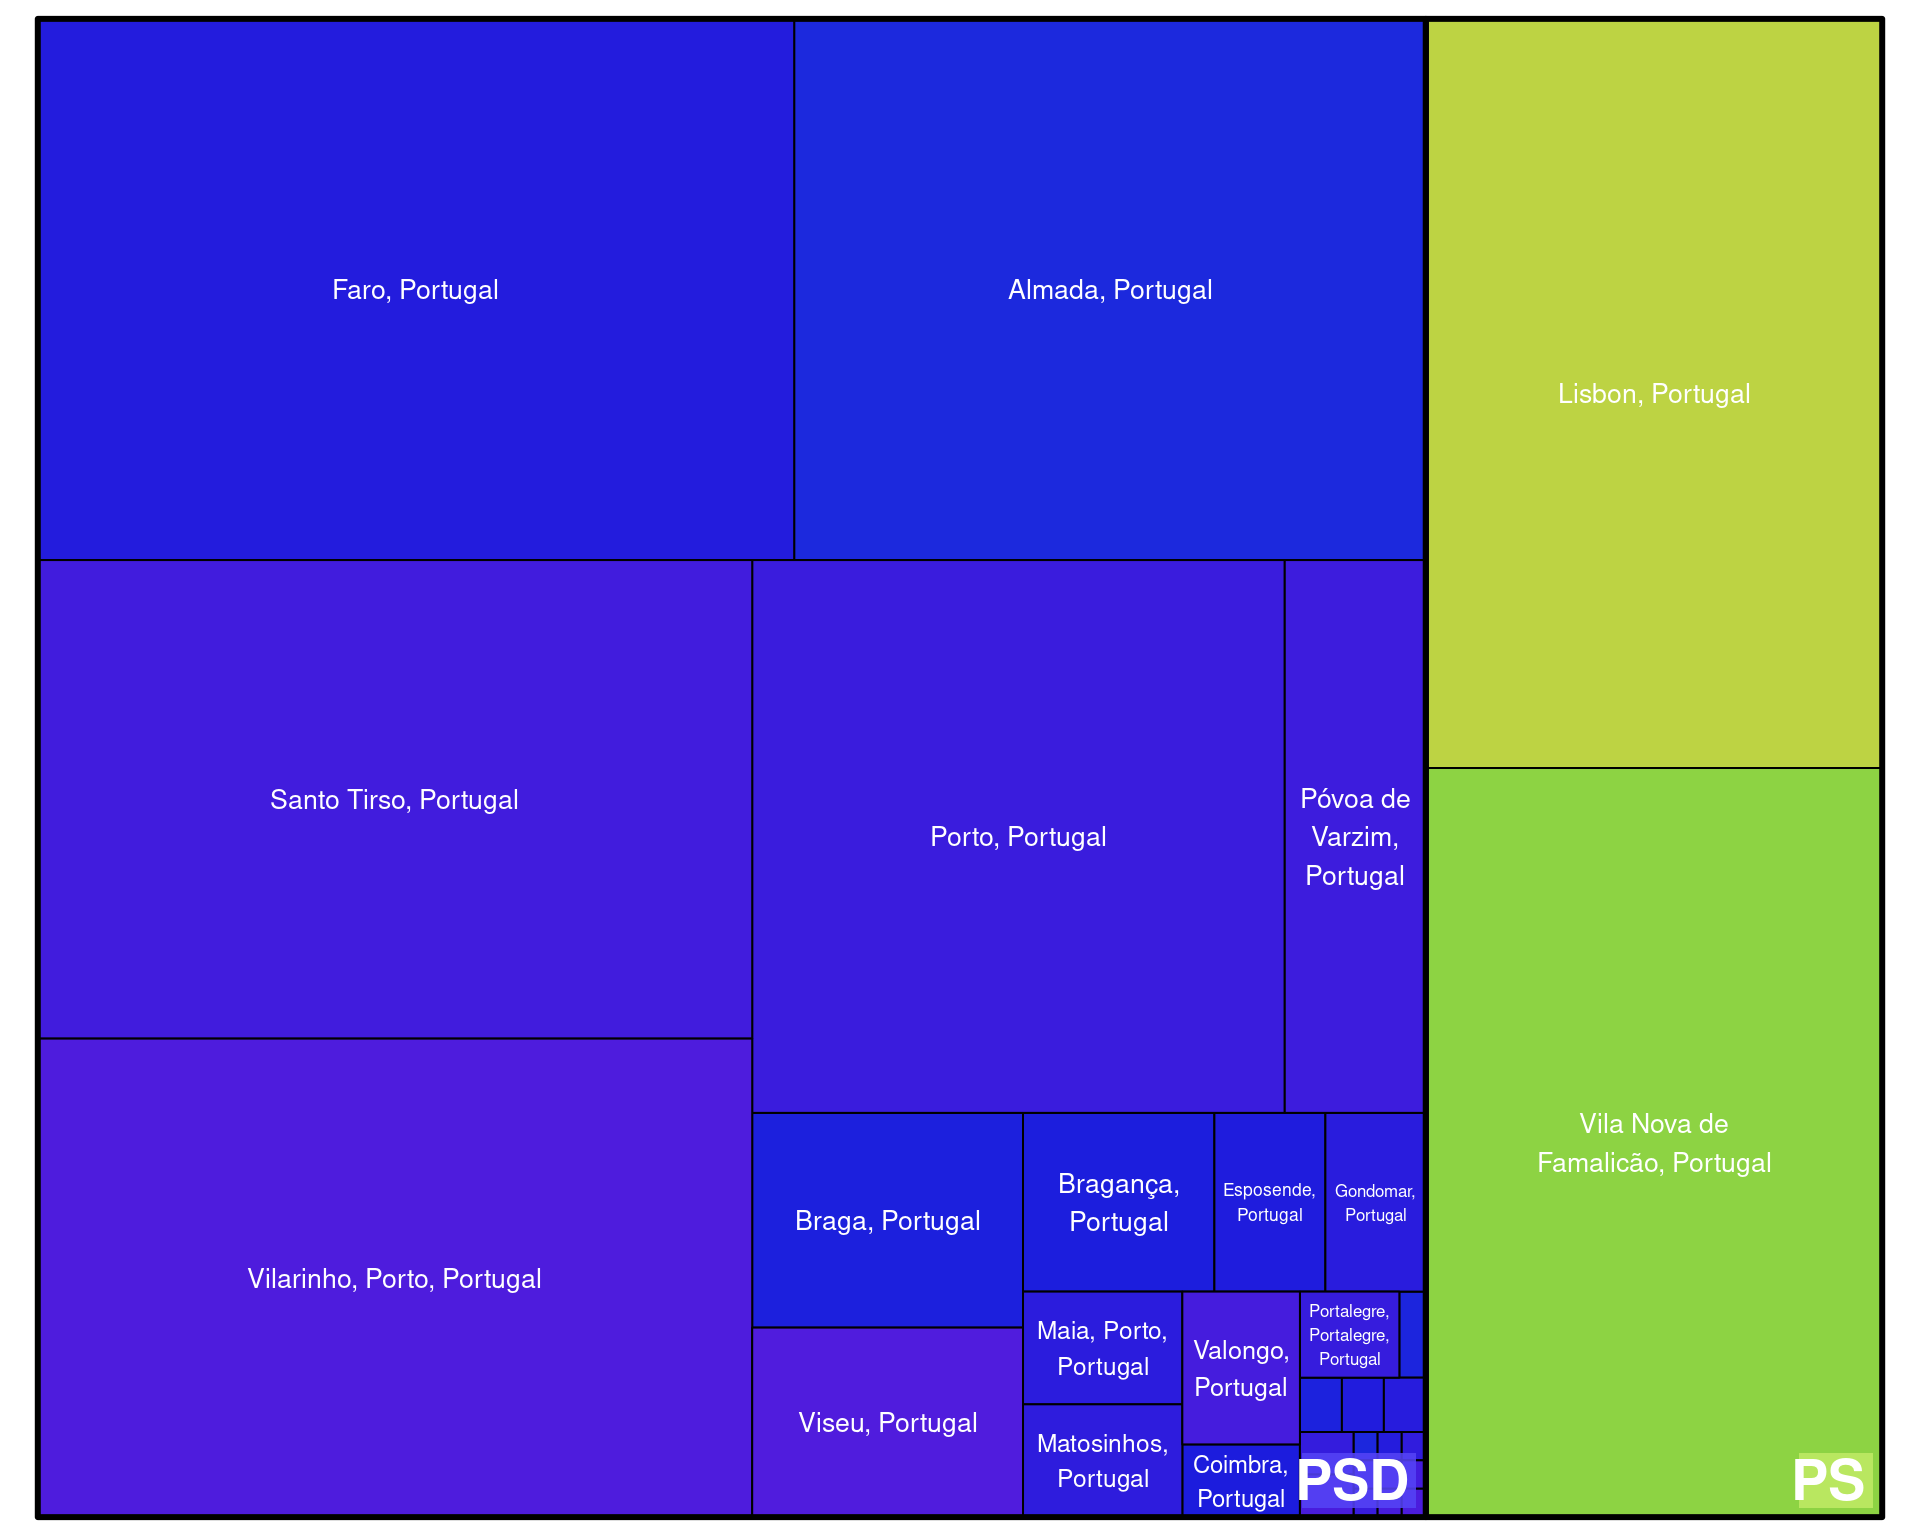 Faro, Portugal
Almada, Portugal
Lisbon, Portugal
Santo Tirso, Portugal
Porto, Portugal
Póvoa de
Varzim,
Portugal
Vila Nova de
Famalicão, Portugal
Vilarinho, Porto, Portugal
Braga, Portugal
Bragança,
Portugal
Esposende,
Portugal
Gondomar,
Portugal
Viseu, Portugal
Maia, Porto,
Portugal
Matosinhos,
Portugal
Valongo,
Portugal
Coimbra,
Portugal
Portalegre,
Portalegre,
Portugal
PSD
PS